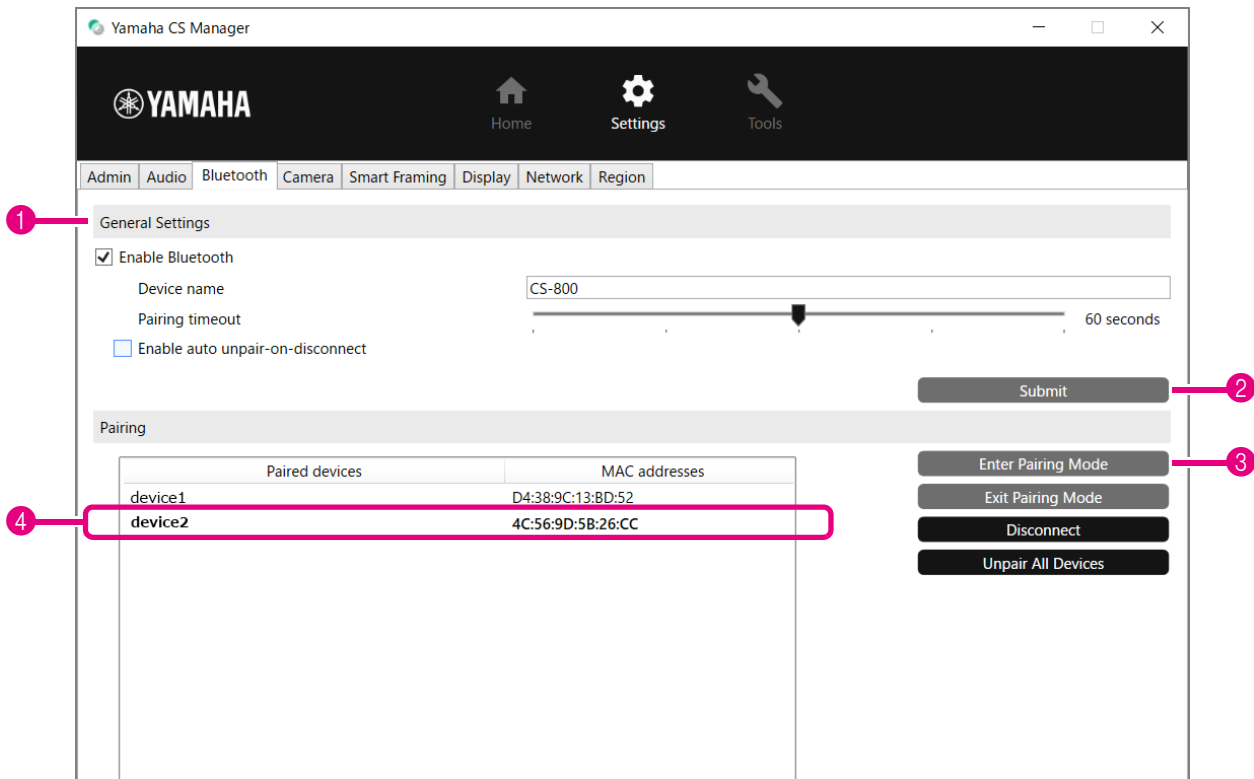 Yamaha CS Manager
YAMAHA
Home Settings Tools
Admin Audio Bluetooth Camera Smart Framing Display Network Region
1 General Settings
Enable Bluetooth
Device name CS-800
Pairing timeout 60 seconds
Enable auto unpair-on-disconnect
Submit 2
Pairing
Paired devices MAC addresses Enter Pairing Mode 3
device1 D4:38:9C:13:BD:52 Exit Pairing Mode
4 device2 4C:56:9D:5B:26:CC Disconnect
Unpair All Devices